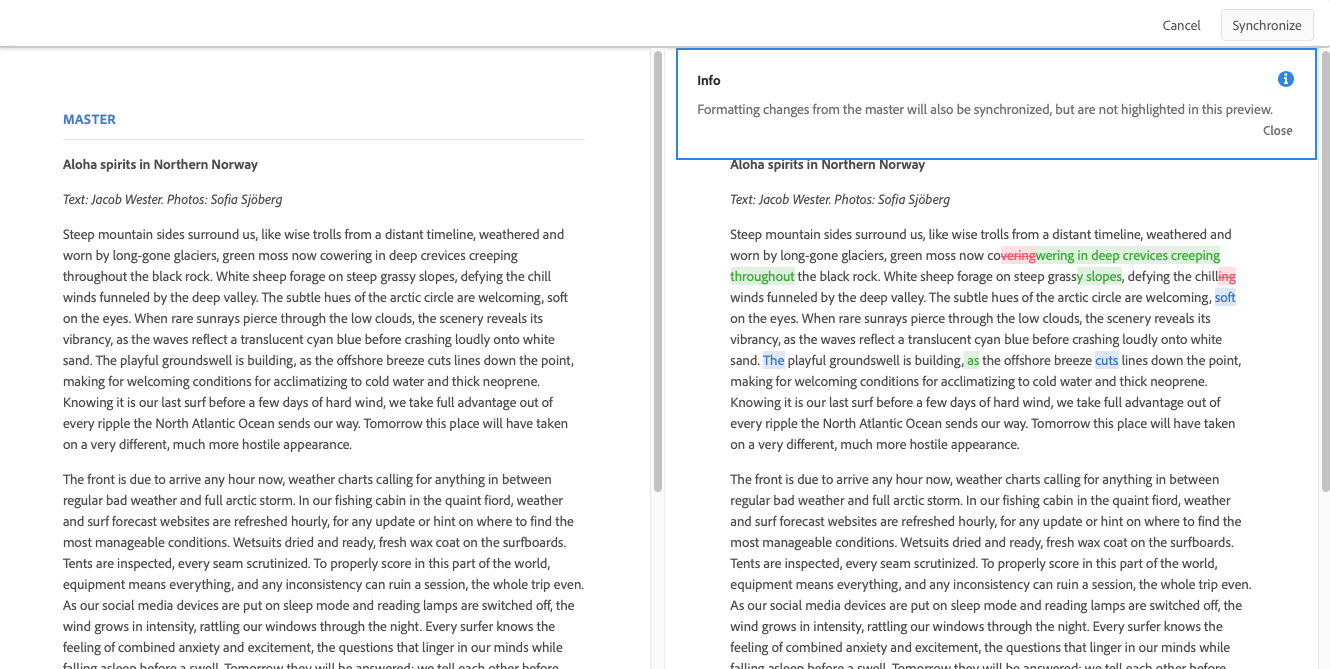 Cancel
Synchronize
MASTER
Aloha spirits in Northern Norway
Text: Jacob Wester. Photos: Sofia Sjöberg
Steep mountain sides surround us, like wise trolls from a distant timeline, weathered and
worn by long-gone glaciers, green moss now cowering in deep crevices creeping
throughout the black rock. White sheep forage on steep grassy slopes, defying the chill
winds funneled by the deep valley. The subtle hues of the arctic circle are welcoming, soft
on the eyes. When rare sunrays pierce through the low clouds, the scenery reveals its
vibrancy, as the waves reflect a translucent cyan blue before crashing loudly onto white
sand. The playful groundswell is building, as the offshore breeze cuts lines down the point,
making for welcoming conditions for acclimatizing to cold water and thick neoprene.
Knowing it is our last surf before a few days of hard wind, we take full advantage out of
every ripple the North Atlantic Ocean sends our way. Tomorrow this place will have taken
on a very different, much more hostile appearance.
The front is due to arrive any hour now, weather charts calling for anything in between
regular bad weather and full arctic storm. In our fishing cabin in the quaint fiord, weather
and surf forecast websites are refreshed hourly, for any update or hint on where to find the
most manageable conditions. Wetsuits dried and ready, fresh wax coat on the surfboards.
Tents are inspected, every seam scrutinized. To properly score in this part of the world,
equipment means everything, and any inconsistency can ruin a session, the whole trip even.
As our social media devices are put on sleep mode and reading lamps are switched off, the
wind grows in intensity, rattling our windows through the night. Every surfer knows the
feeling of combined anxiety and excitement, the questions that linger in our minds while
falling asleep before a swell. Tomorrow they will be answered; we tell each other before
Info
Formatting changes from the master will also be synchronized, but are not highlighted in this preview.
Close
Aloha spirits in Northern Norway
Text: Jacob Wester. Photos: Sofia Sjöberg
Steep mountain sides surround us, like wise trolls from a distant timeline, weathered and
worn by long-gone glaciers, green moss now coveringwering in deep crevices creeping
throughout the black rock. White sheep forage on steep grassy slopes, defying the chilling
winds funneled by the deep valley. The subtle hues of the arctic circle are welcoming, soft
on the eyes. When rare sunrays pierce through the low clouds, the scenery reveals its
vibrancy, as the waves reflect a translucent cyan blue before crashing loudly onto white
sand. The playful groundswell is building, as the offshore breeze cuts lines down the point,
making for welcoming conditions for acclimatizing to cold water and thick neoprene.
Knowing it is our last surf before a few days of hard wind, we take full advantage out of
every ripple the North Atlantic Ocean sends our way. Tomorrow this place will have taken
on a very different, much more hostile appearance.
The front is due to arrive any hour now, weather charts calling for anything in between
regular bad weather and full arctic storm. In our fishing cabin in the quaint fiord, weather
and surf forecast websites are refreshed hourly, for any update or hint on where to find the
most manageable conditions. Wetsuits dried and ready, fresh wax coat on the surfboards.
Tents are inspected, every seam scrutinized. To properly score in this part of the world,
equipment means everything, and any inconsistency can ruin a session, the whole trip even.
As our social media devices are put on sleep mode and reading lamps are switched off, the
wind grows in intensity, rattling our windows through the night. Every surfer knows the
feeling of combined anxiety and excitement, the questions that linger in our minds while
falling asleep before a swell. Tomorrow they will be answered; we tell each other before